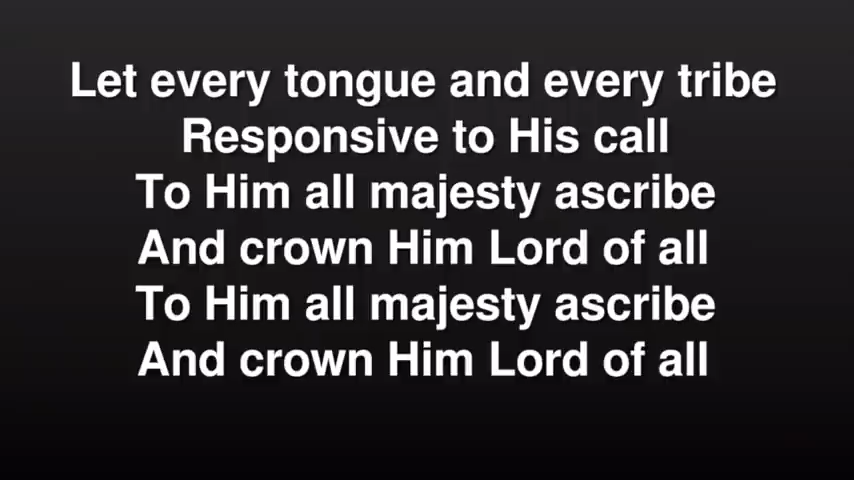 Let every tongue and every tribe
Responsive to His call
To Him all majesty ascribe
And crown Him Lord of all
To Him all majesty ascribe
And crown Him Lord of all